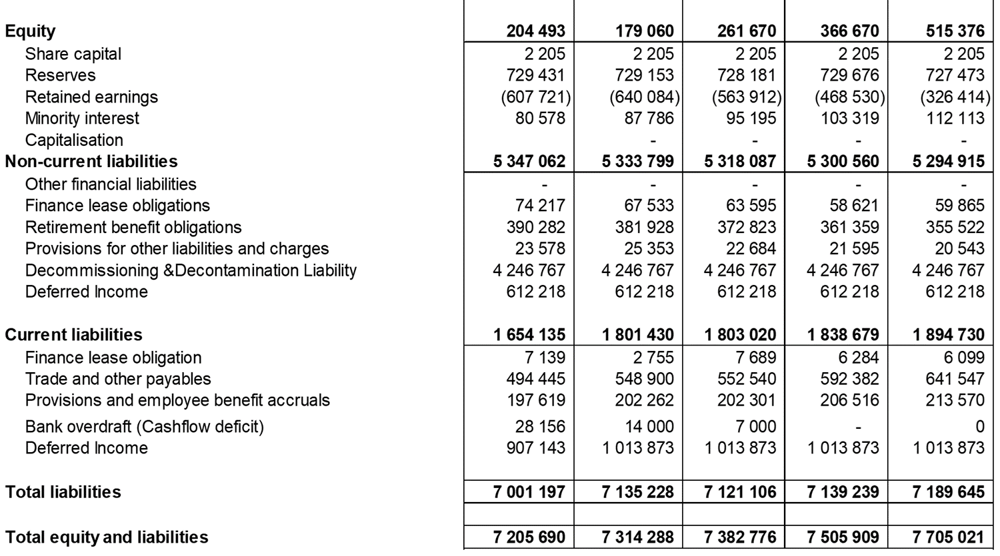 Equity 204 493 179 060 261 670 366 670 515 376
Share capital 2 205 2 205 2 205 2 205 2 205
Reserves 729 431 729 153 728 181 729 676 727 473
Retained earnings (607 721) (640 084) (563 912) (468 530) (326 414)
Minority interest 80 578 87 786 95 195 103 319 112 113
Capitalisation - - - -
Non-current liabilities 5 347 062 5 333 799 5 318 087 5 300 560 5 294 915
Other financial liabilities - - - - -
Finance lease obligations 74 217 67 533 63 595 58 621 59 865
Retirement benefit obligations 390 282 381 928 372 823 361 359 355 522
Provisions for other liabilities and charges 23 578 25 353 22 684 21 595 20 543
Decommissioning &Decontamination Liability 4 246 767 4 246 767 4 246 767 4 246 767 4 246 767
Deferred Income 612 218 612 218 612 218 612 218 612 218
Current liabilities 1 654 135 1 801 430 1 803 020 1 838 679 1 894 730
Finance lease obligation 7 139 2 755 7 689 6 284 6 099
Trade and other payables 494 445 548 900 552 540 592 382 641 547
Provisions and employee benefit accruals 197 619 202 262 202 301 206 516 213 570
Bank overdraft (Cashflow deficit) 28 156 14 000 7 000 - 0
Deferred Income 907 143 1 013 873 1 013 873 1 013 873 1 013 873
Total liabilities 7 001 197 7 135 228 7 121 106 7 139 239 7 189 645
Total equity and liabilities 7 205 690 7 314 288 7 382 776 7 505 909 7 705 021